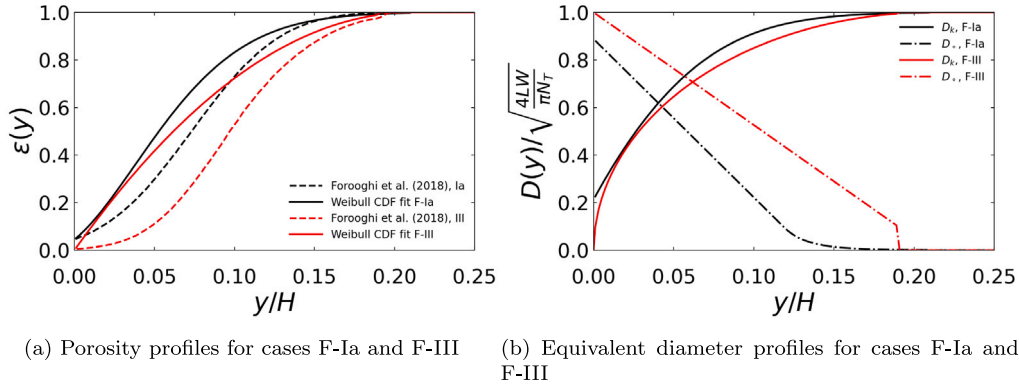 1.0
0.8
0.6
0.4
0.2
0.0
ε(y)
0.00 0.05 0.10 0.15 0.20 0.25
y/H
Forooghi et al. (2018), Ia
Weibull CDF fit F-Ia
Forooghi et al. (2018), III
Weibull CDF fit F-III
(a) Porosity profiles for cases F-Ia and F-III
1.0
0.8
0.6
0.4
0.2
0.0
D(y)/√(4LW/πN_T)
0.00 0.05 0.10 0.15 0.20 0.25
y/H
D_k, F-Ia
D_∘, F-Ia
D_k, F-III
D_∘, F-III
(b) Equivalent diameter profiles for cases F-Ia and
F-III